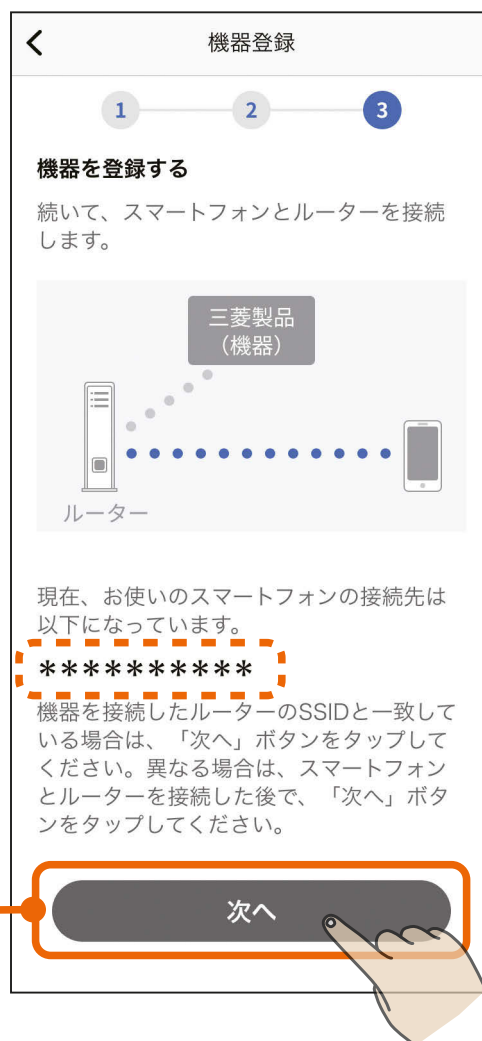 機器登録
1 2 3
機器を登録する
続いて、スマートフォンとルーターを接続
します。
三菱製品
（機器）
ルーター
現在、お使いのスマートフォンの接続先は
以下になっています。
**********
機器を接続したルーターのSSIDと一致して
いる場合は、「次へ」ボタンをタップして
ください。異なる場合は、スマートフォン
とルーターを接続した後で、「次へ」ボタ
ンをタップしてください。
次へ